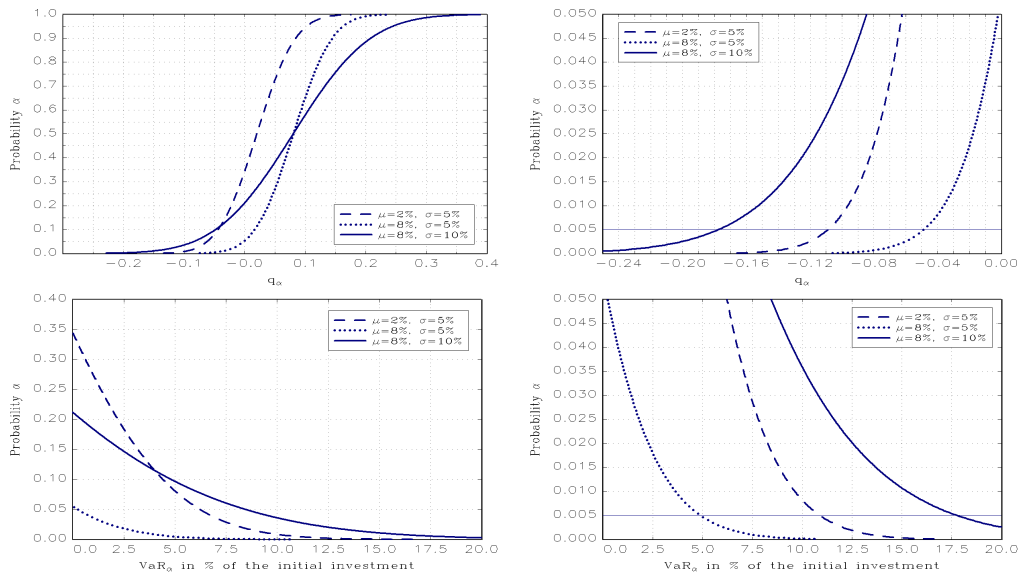 Probability α
1.0
0.9
0.8
0.7
0.6
0.5
0.4
0.3
0.2
0.1
0.0
μ=2%, σ=5%
μ=8%, σ=5%
μ=8%, σ=10%
-0.2 -0.1 -0.0 0.1 0.2 0.3 0.4
qα
Probability α
0.050
0.045
0.040
0.035
0.030
0.025
0.020
0.015
0.010
0.005
0.000
μ=2%, σ=5%
μ=8%, σ=5%
μ=8%, σ=10%
-0.24 -0.20 -0.16 -0.12 -0.08 -0.04 0.00
qα
Probability α
0.40
0.35
0.30
0.25
0.20
0.15
0.10
0.05
0.00
μ=2%, σ=5%
μ=8%, σ=5%
μ=8%, σ=10%
0.0 2.5 5.0 7.5 10.0 12.5 15.0 17.5 20.0
VaRα in % of the initial investment
Probability α
0.050
0.045
0.040
0.035
0.030
0.025
0.020
0.015
0.010
0.005
0.000
μ=2%, σ=5%
μ=8%, σ=5%
μ=8%, σ=10%
0.0 2.5 5.0 7.5 10.0 12.5 15.0 17.5 20.0
VaRα in % of the initial investment